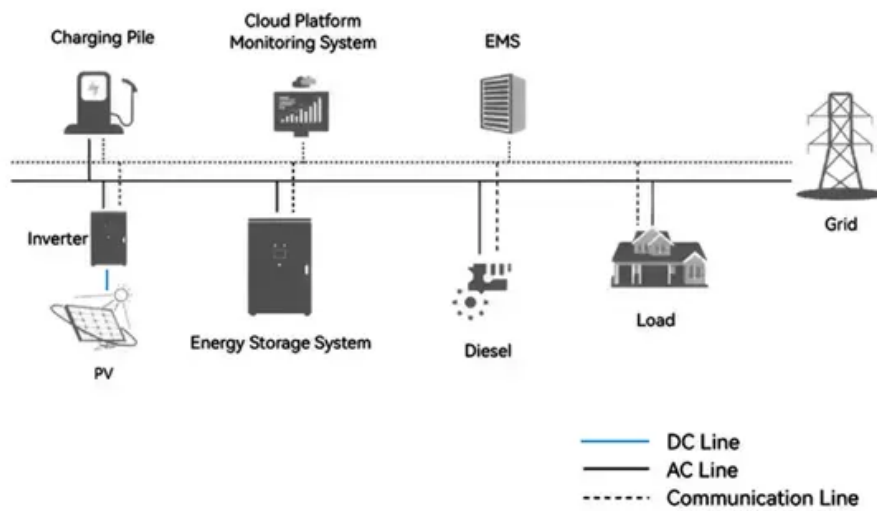 Charging Pile
Cloud Platform
Monitoring System
EMS
Grid
Inverter
Energy Storage System
Diesel
Load
PV
DC Line
AC Line
Communication Line